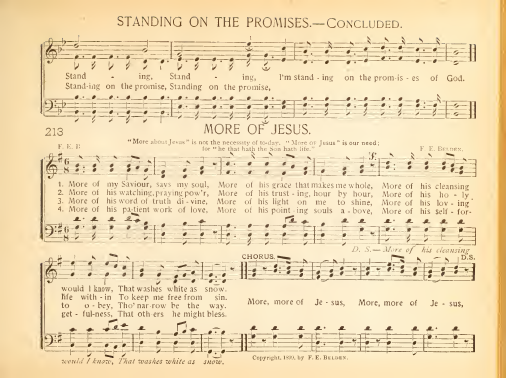 STANDING ON THE PROMISES.—CONCLUDED.
Stand - ing, Stand - ing, I'm stand - ing on the prom-is - es of God.
Stand-ing on the promise, Standing on the promise,
213
MORE OF JESUS.
"More about Jesus" is not the necessity of to-day; "More of Jesus" is our need;
for "he that hath the Son hath life."
F. E. B
F. E. BELDEN.
1. More of my Saviour, says my soul, More of his grace that makes me whole, More of his cleansing
2. More of his watching, praying pow'r, More of his trust - ing, hour by hour, More of his ho - ly
3. More of his word of truth di - vine, More of his light on me to shine, More of his lov - ing
4. More of his pa-tient work of love, More of his point - ing souls a - bove, More of his self - for-
D. S.—More of his cleansing
CHORUS.
D.S.
would I know, That washes white as snow.
life with - in To keep me free from sin.
to o - bey, Tho' nar-row be the way.
get - ful-ness, That oth-ers he might bless.
More, more of Je - sus, More, more of Je - sus,
would I know, That washes white as snow.
Copyright, by F. E. BELDEN.